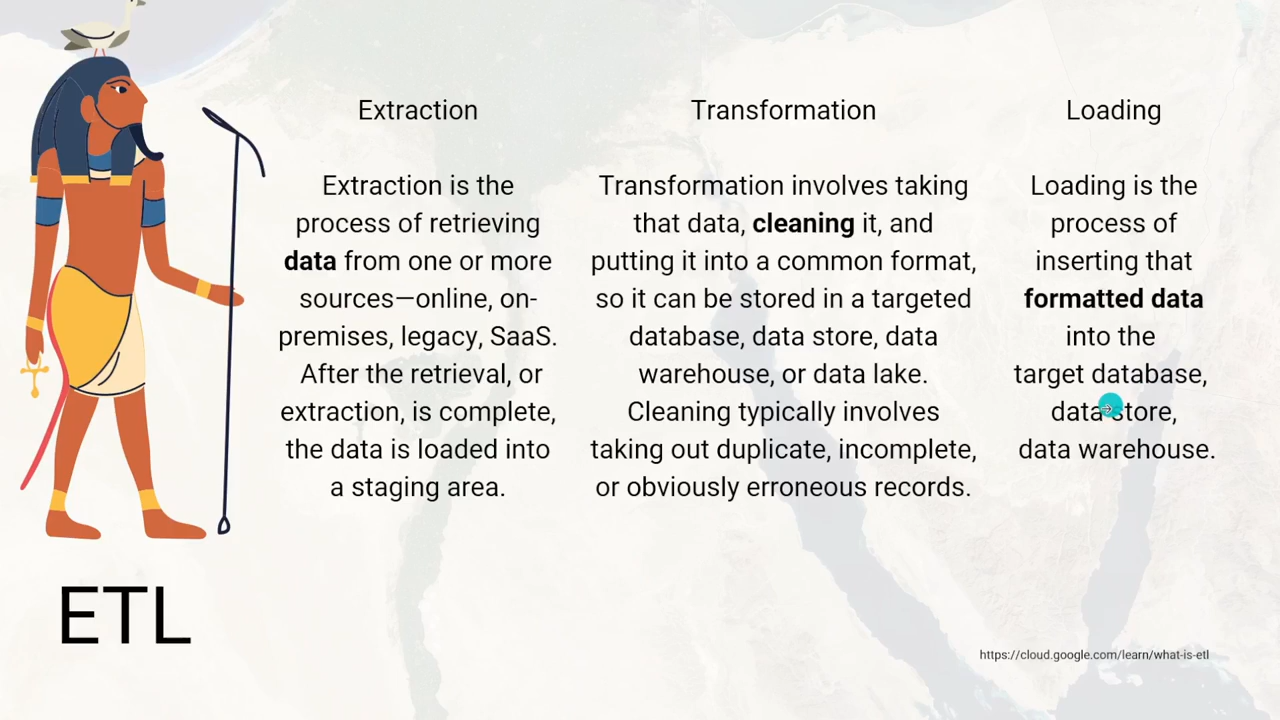 Extraction
Extraction is the
process of retrieving
data from one or more
sources—online, on-
premises, legacy, SaaS.
After the retrieval, or
extraction, is complete,
the data is loaded into
a staging area.
Transformation
Transformation involves taking
that data, cleaning it, and
putting it into a common format,
so it can be stored in a targeted
database, data store, data
warehouse, or data lake.
Cleaning typically involves
taking out duplicate, incomplete,
or obviously erroneous records.
Loading
Loading is the
process of
inserting that
formatted data
into the
target database,
data store,
data warehouse.
ETL
https://cloud.google.com/learn/what-is-etl